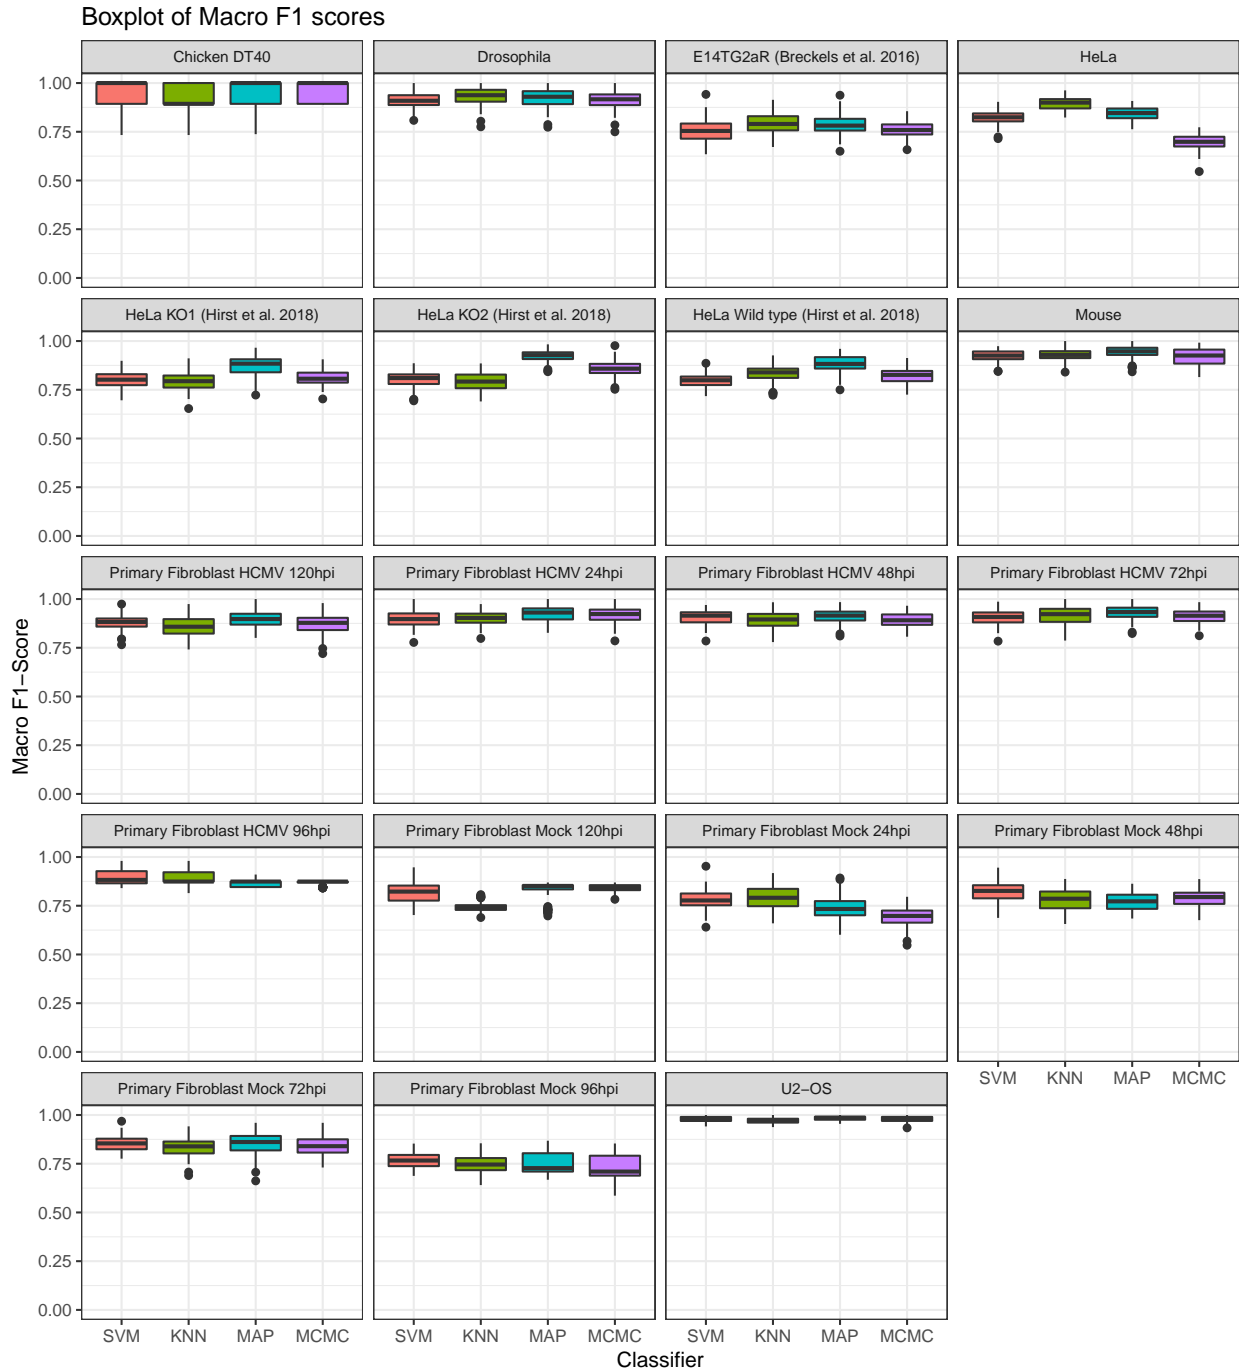 Boxplot of Macro F1 scores
Chicken DT40
Drosophila
E14TG2aR (Breckels et al. 2016)
HeLa
1.00
0.75
0.50
0.25
0.00
HeLa KO1 (Hirst et al. 2018)
HeLa KO2 (Hirst et al. 2018)
HeLa Wild type (Hirst et al. 2018)
Mouse
1.00
0.75
0.50
0.25
0.00
Primary Fibroblast HCMV 120hpi
Primary Fibroblast HCMV 24hpi
Primary Fibroblast HCMV 48hpi
Primary Fibroblast HCMV 72hpi
1.00
0.75
0.50
0.25
0.00
Macro F1−Score
Primary Fibroblast HCMV 96hpi
Primary Fibroblast Mock 120hpi
Primary Fibroblast Mock 24hpi
Primary Fibroblast Mock 48hpi
1.00
0.75
0.50
0.25
0.00
SVM KNN MAP MCMC
Primary Fibroblast Mock 72hpi
Primary Fibroblast Mock 96hpi
U2−OS
1.00
0.75
0.50
0.25
0.00
SVM KNN MAP MCMC
SVM KNN MAP MCMC
SVM KNN MAP MCMC
Classifier